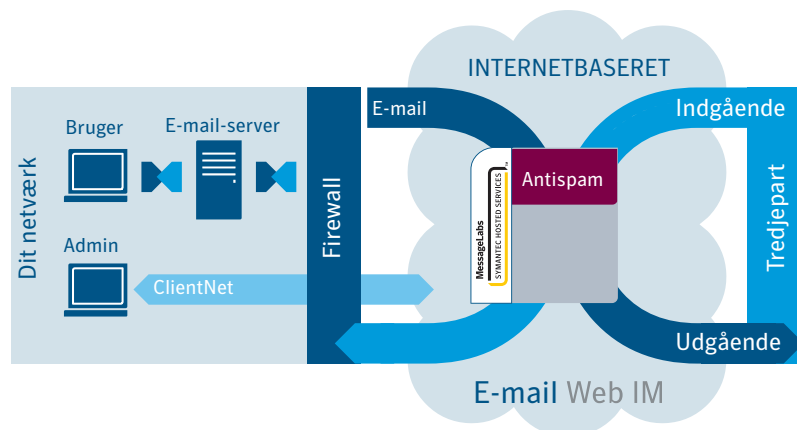 INTERNETBASERET
E-mail
Indgående
Bruger
E-mail-server
Antispam
Dit netværk
Firewall
MessageLabs™
SYMANTEC HOSTED SERVICES
Tredjepart
Admin
ClientNet
Udgående
E-mail Web IM